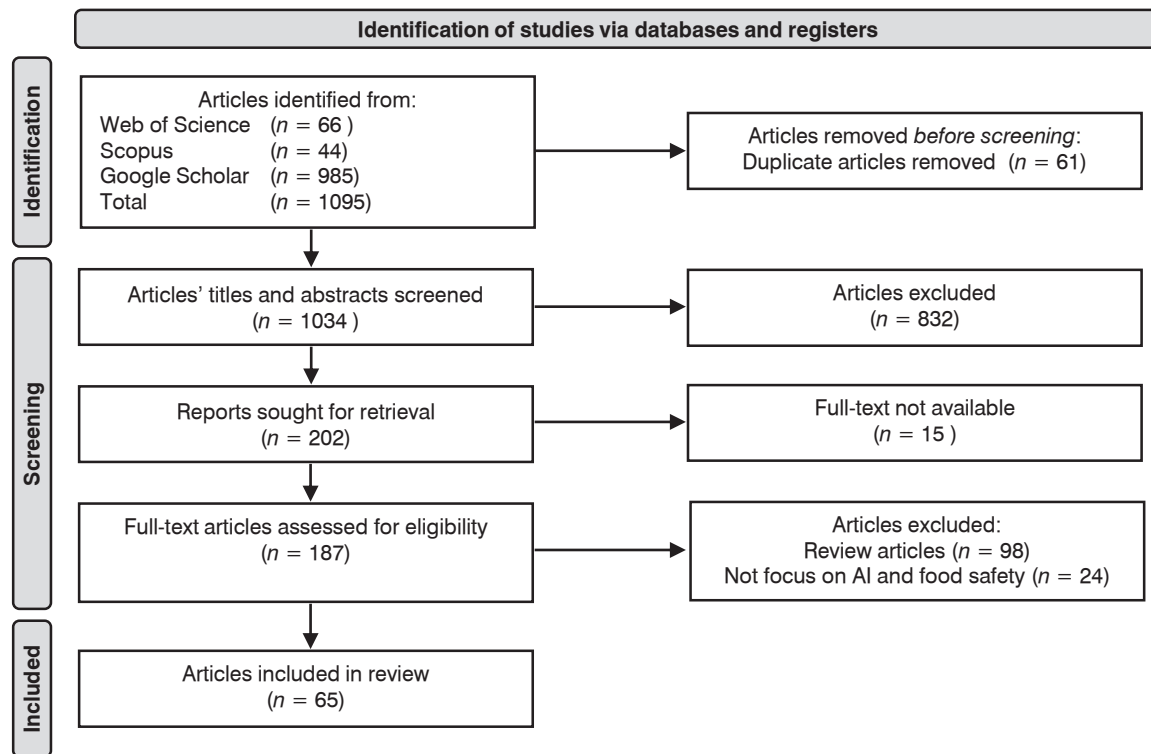 Identification of studies via databases and registers
Identification
Articles identified from:
Web of Science (n = 66 )
Scopus (n = 44)
Google Scholar (n = 985)
Total (n = 1095)
Articles removed before screening:
Duplicate articles removed (n = 61)
Screening
Articles' titles and abstracts screened
(n = 1034 )
Articles excluded
(n = 832)
Reports sought for retrieval
(n = 202)
Full-text not available
(n = 15 )
Full-text articles assessed for eligibility
(n = 187)
Articles excluded:
Review articles (n = 98)
Not focus on AI and food safety (n = 24)
Included
Articles included in review
(n = 65)